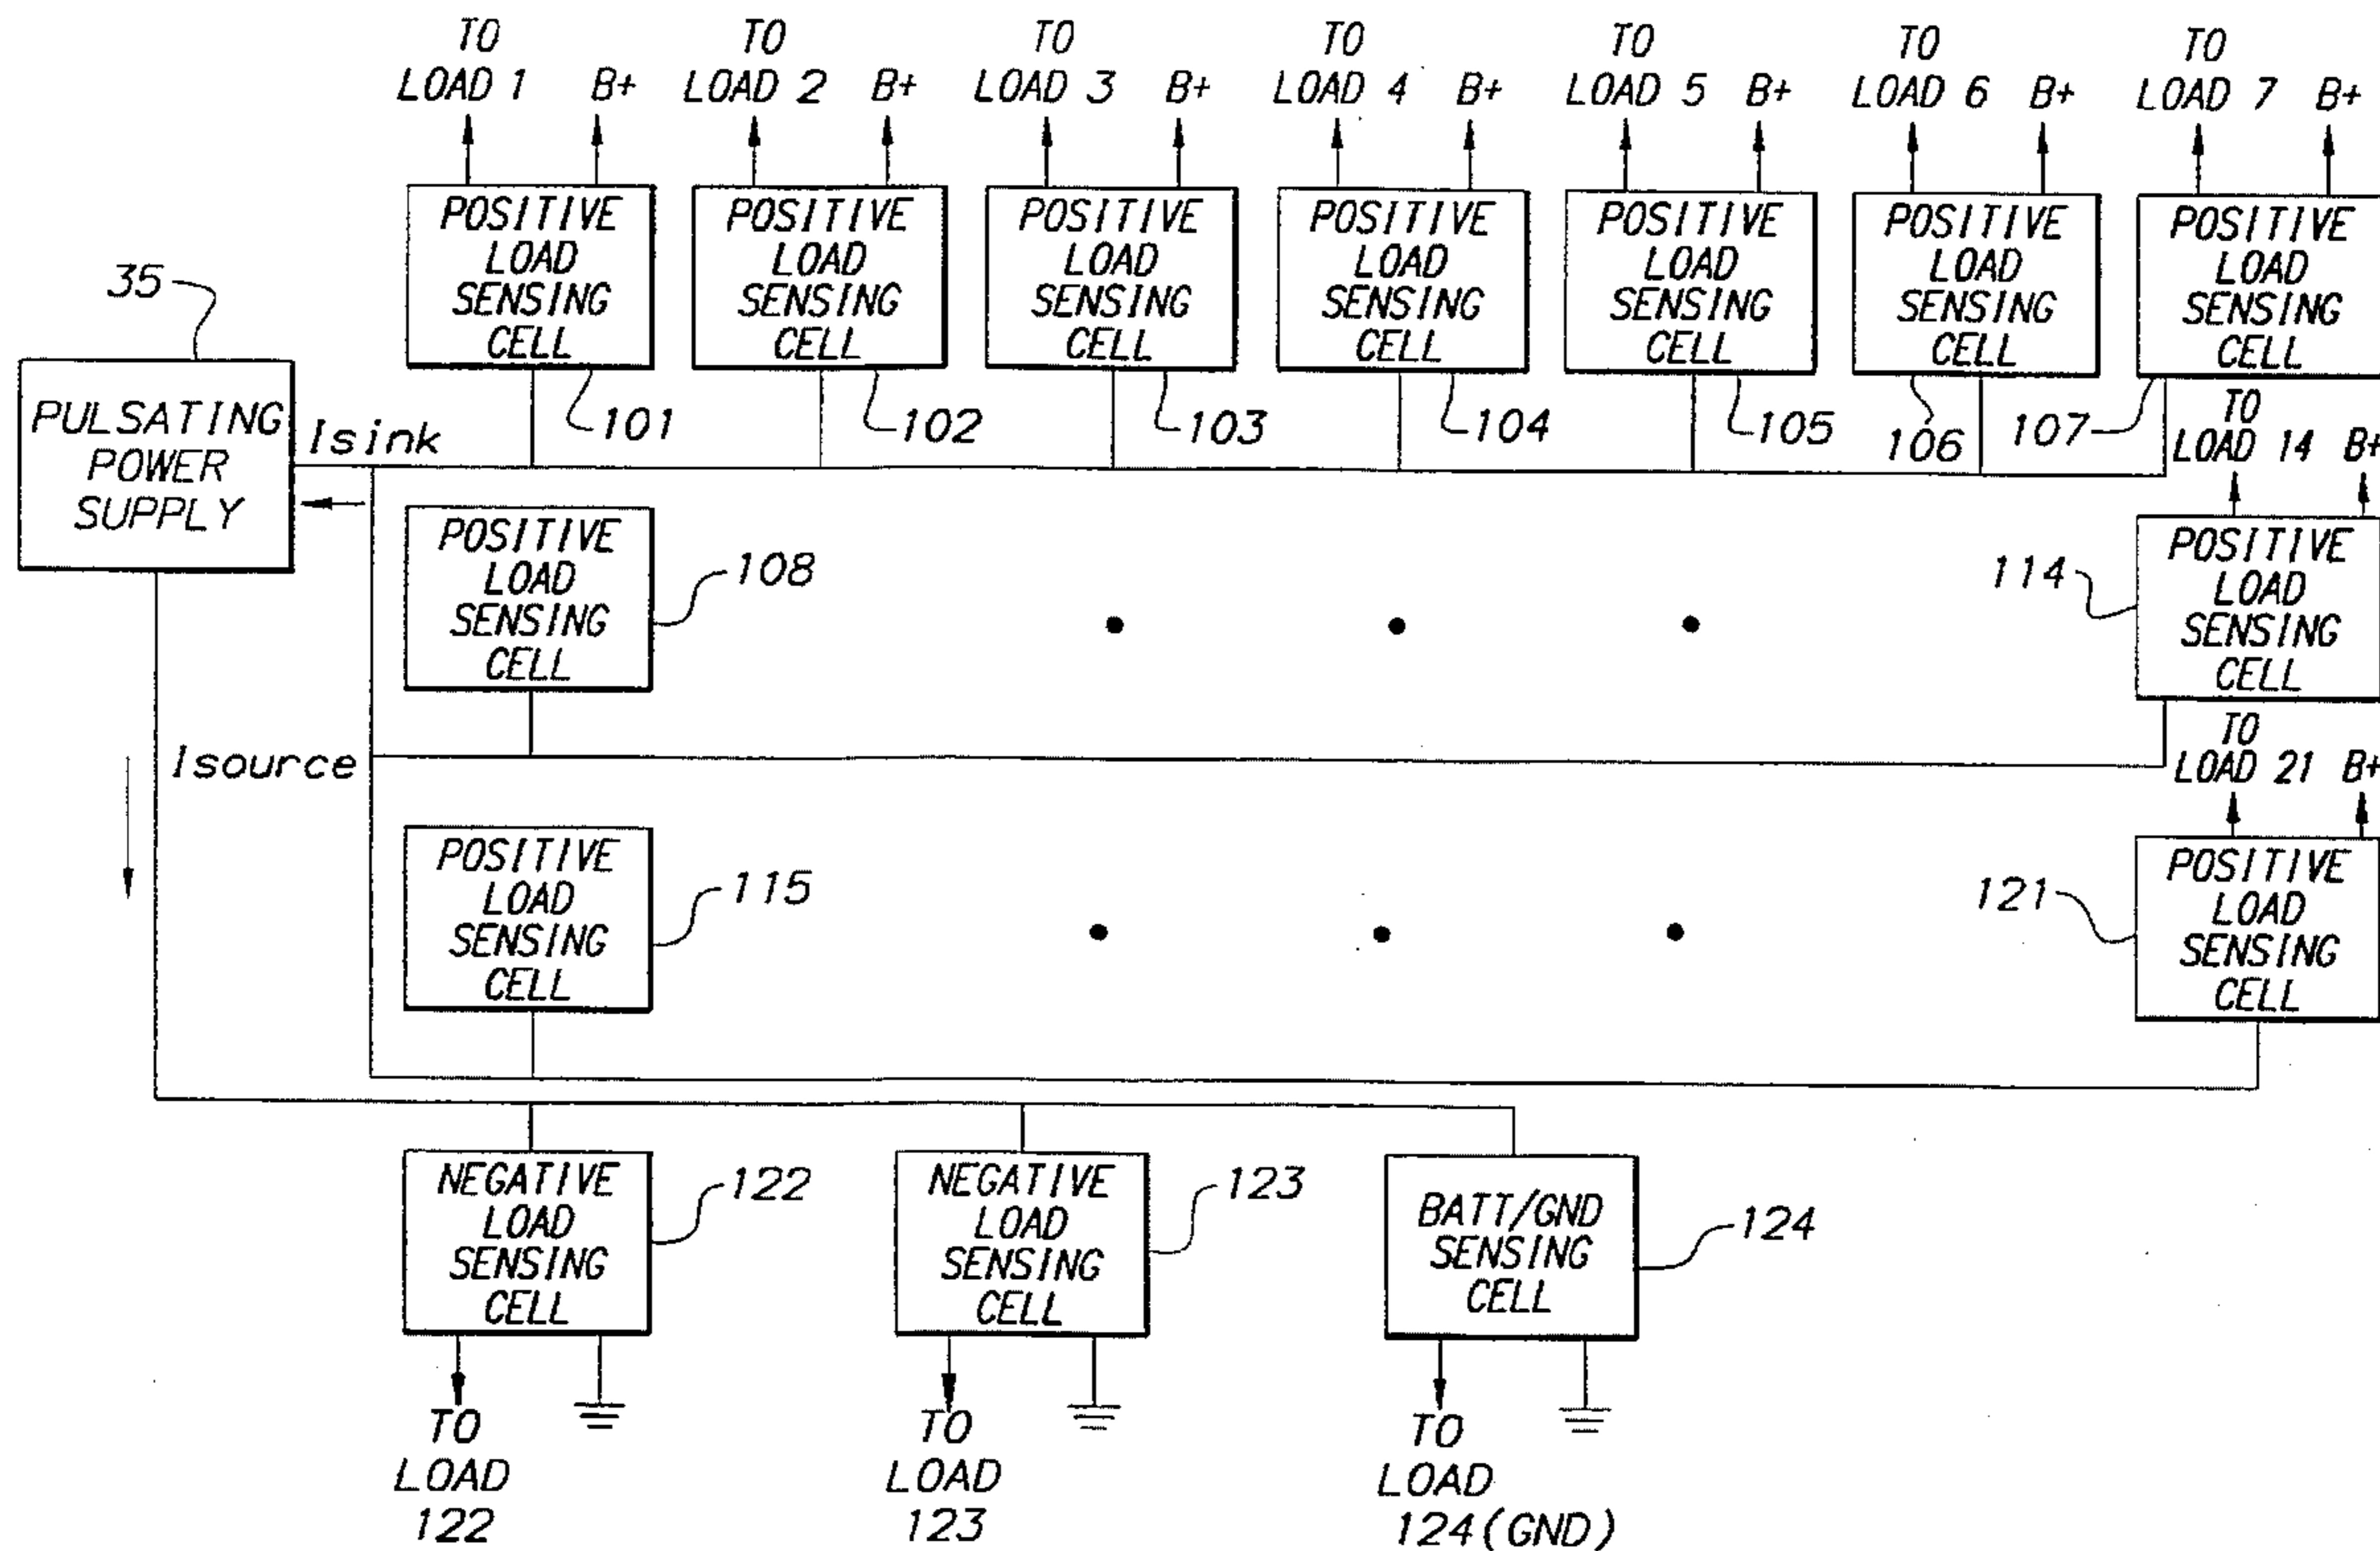 TO TO TO TO TO TO TO
LOAD 1 B+ LOAD 2 B+ LOAD 3 B+ LOAD 4 B+ LOAD 5 B+ LOAD 6 B+ LOAD 7 B+
POSITIVE POSITIVE POSITIVE POSITIVE POSITIVE POSITIVE POSITIVE
LOAD LOAD LOAD LOAD LOAD LOAD LOAD
SENSING SENSING SENSING SENSING SENSING SENSING SENSING
CELL CELL CELL CELL CELL CELL CELL
35
101 102 103 104 105 106 107
PULSATING
POWER
SUPPLY
Isink
TO
LOAD 14 B+
POSITIVE
LOAD
SENSING
CELL
108
114
POSITIVE
LOAD
SENSING
CELL
Isource
TO
LOAD 21 B+
POSITIVE
LOAD
SENSING
CELL
115
121
POSITIVE
LOAD
SENSING
CELL
NEGATIVE
LOAD
SENSING
CELL
122
NEGATIVE
LOAD
SENSING
CELL
123
BATT/GND
SENSING
CELL
124
TO
LOAD
122
TO
LOAD
123
TO
LOAD
124(GND)